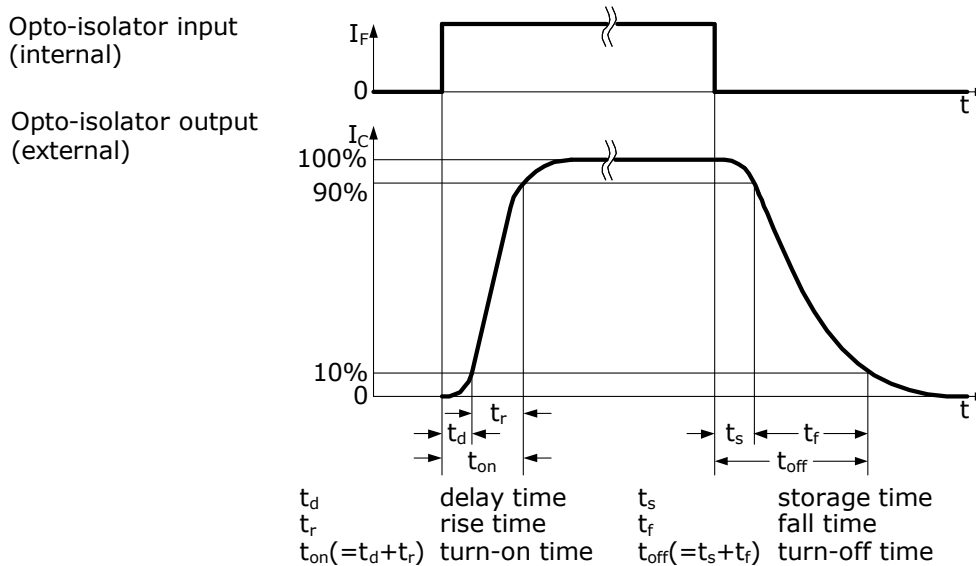 Opto-isolator input
(internal)
I_F
0
t
Opto-isolator output
(external)
I_C
100%
90%
10%
0
t
t_r
t_d
t_on
t_s
t_f
t_off
t_d delay time t_s storage time
t_r rise time t_f fall time
t_on(=t_d+t_r) turn-on time t_off(=t_s+t_f) turn-off time